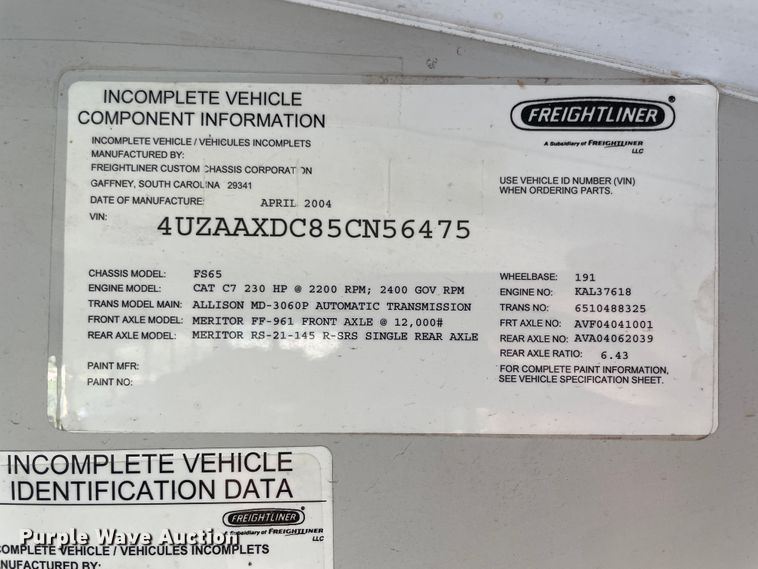 INCOMPLETE VEHICLE
COMPONENT INFORMATION
FREIGHTLINER®
A Subsidiary of FREIGHTLINER
LLC
INCOMPLETE VEHICLE / VÉHICULES INCOMPLETS
MANUFACTURED BY:
FREIGHTLINER CUSTOM CHASSIS CORPORATION
GAFFNEY, SOUTH CAROLINA 29341
DATE OF MANUFACTURE: APRIL 2004
VIN: 4UZAAXDC85CN56475
USE VEHICLE ID NUMBER (VIN)
WHEN ORDERING PARTS.
CHASSIS MODEL: FS65
ENGINE MODEL: CAT C7 230 HP @ 2200 RPM; 2400 GOV RPM
TRANS MODEL MAIN: ALLISON MD-3060P AUTOMATIC TRANSMISSION
FRONT AXLE MODEL: MERITOR FF-961 FRONT AXLE @ 12,000#
REAR AXLE MODEL: MERITOR RS-21-145 R-SRS SINGLE REAR AXLE
PAINT MFR:
PAINT NO:
WHEELBASE: 191
ENGINE NO: KAL37618
TRANS NO: 6510488325
FRT AXLE NO: AVF04041001
REAR AXLE NO: AVA04062039
REAR AXLE RATIO: 6.43
FOR COMPLETE PAINT INFORMATION,
SEE VEHICLE SPECIFICATION SHEET.
INCOMPLETE VEHICLE
IDENTIFICATION DATA
FREIGHTLINER
Subsidiary of FREIGHTLINER
LLC
Purple Wave Auction
COMPLETE VEHICLE / VÉHICULES INCOMPLETS
NUFACTURED BY: